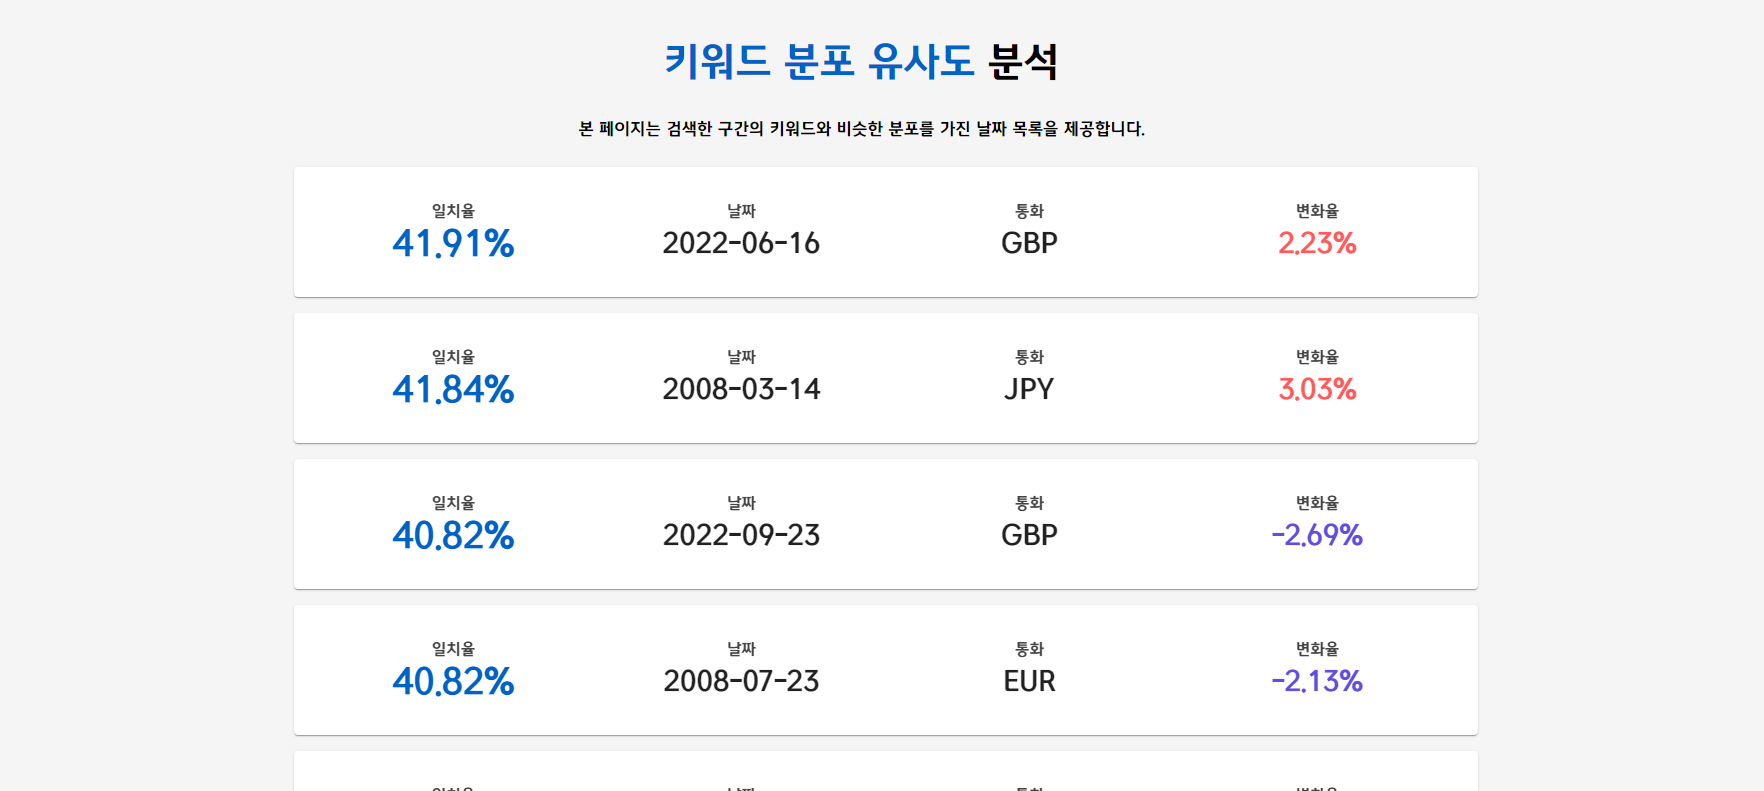 키워드 분포 유사도 분석
본 페이지는 검색한 구간의 키워드와 비슷한 분포를 가진 날짜 목록을 제공합니다.
일치율 날짜 통화 변화율
41.91% 2022-06-16 GBP 2.23%
일치율 날짜 통화 변화율
41.84% 2008-03-14 JPY 3.03%
일치율 날짜 통화 변화율
40.82% 2022-09-23 GBP -2.69%
일치율 날짜 통화 변화율
40.82% 2008-07-23 EUR -2.13%